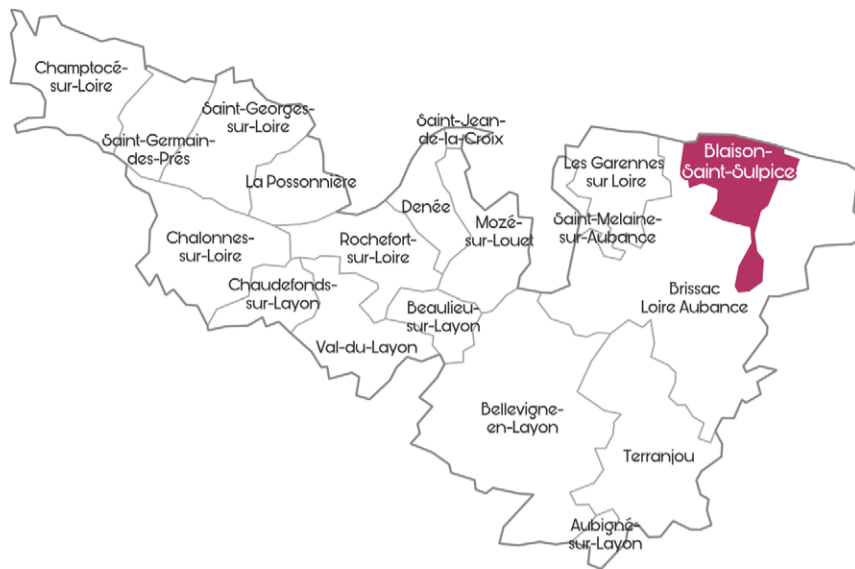 Champtocé-
sur-Loire
Saint-Georges-
sur-Loire
Saint-Germain-
des-Prés
La Possonnière
Saint-Jean-
de-la-Croix
Les Garennes
sur Loire
Blaison-
Saint-Sulpice
Denée
Mozé-
sur-Louet
Saint-Melaine-
sur-Aubance
Chalonnes-
sur-Loire
Rochefort-
sur-Loire
Chaudefonds-
sur-Layon
Beaulieu-
sur-Layon
Brissac
Loire Aubance
Val-du-Layon
Bellevigne-
en-Layon
Terranjou
Aubigné-
sur-Layon